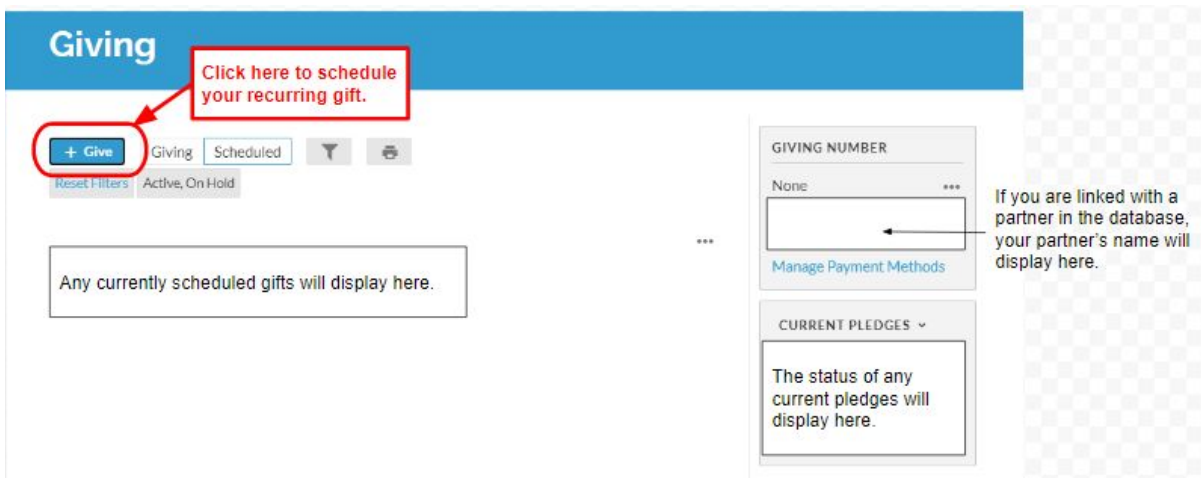 Giving
Click here to schedule
your recurring gift.
+ Give
Giving
Scheduled
Reset Filters
Active, On Hold
Any currently scheduled gifts will display here.
GIVING NUMBER
None
Manage Payment Methods
If you are linked with a
partner in the database,
your partner's name will
display here.
CURRENT PLEDGES
The status of any
current pledges will
display here.